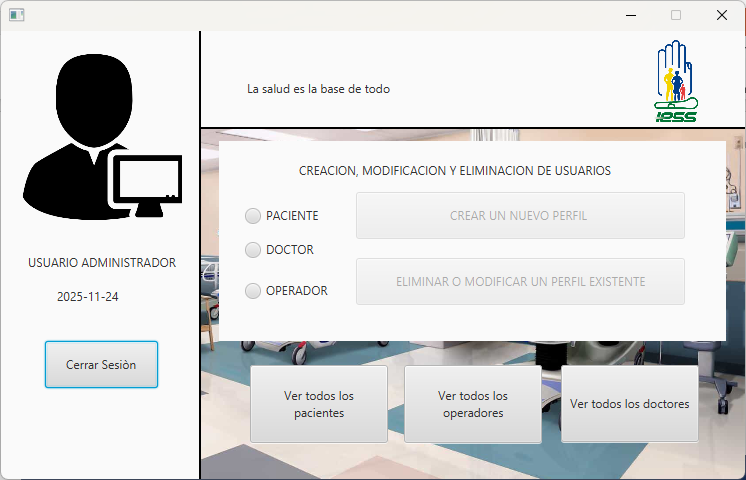 La salud es la base de todo
IESS
USUARIO ADMINISTRADOR
2025-11-24
Cerrar Sesiòn
CREACION, MODIFICACION Y ELIMINACION DE USUARIOS
PACIENTE
DOCTOR
OPERADOR
CREAR UN NUEVO PERFIL
ELIMINAR O MODIFICAR UN PERFIL EXISTENTE
Ver todos los
pacientes
Ver todos los
operadores
Ver todos los doctores